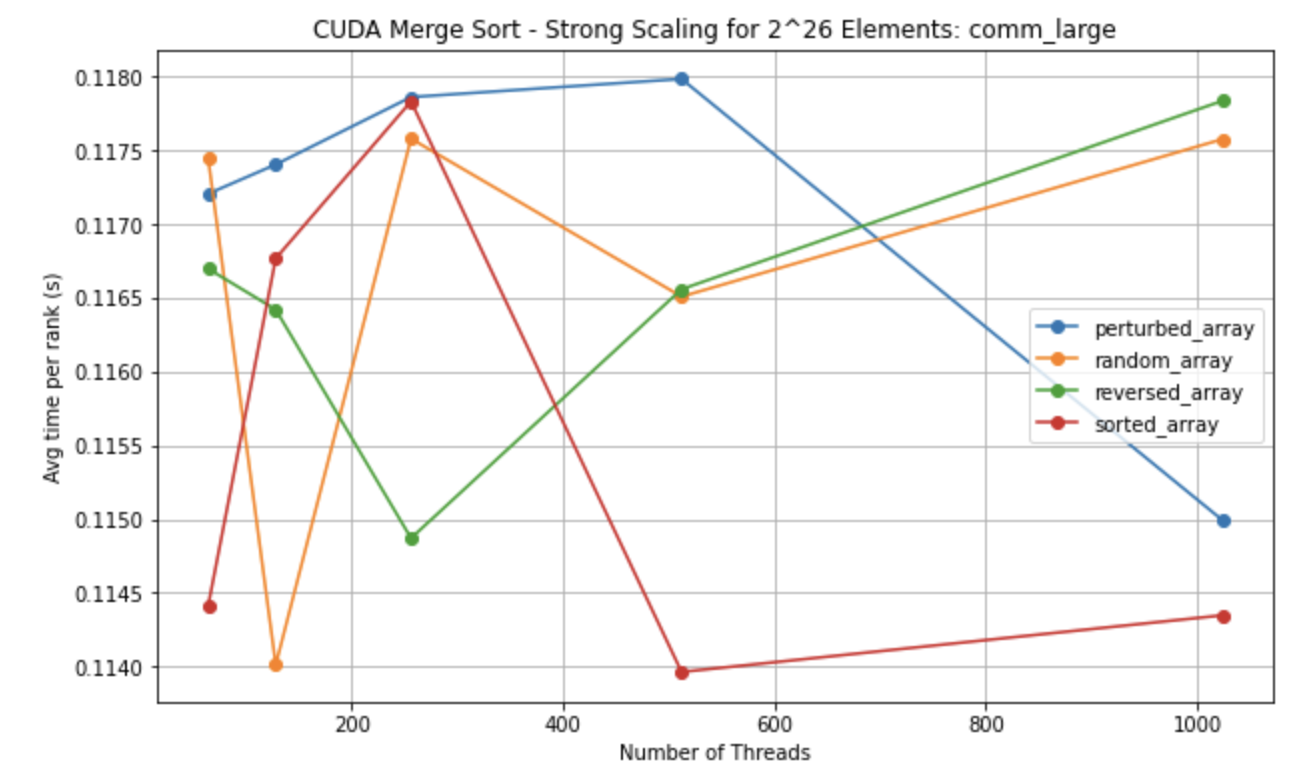 CUDA Merge Sort - Strong Scaling for 2^26 Elements: comm_large
0.1180
0.1175
0.1170
0.1165
0.1160
0.1155
0.1150
0.1145
0.1140
Avg time per rank (s)
perturbed_array
random_array
reversed_array
sorted_array
200 400 600 800 1000
Number of Threads